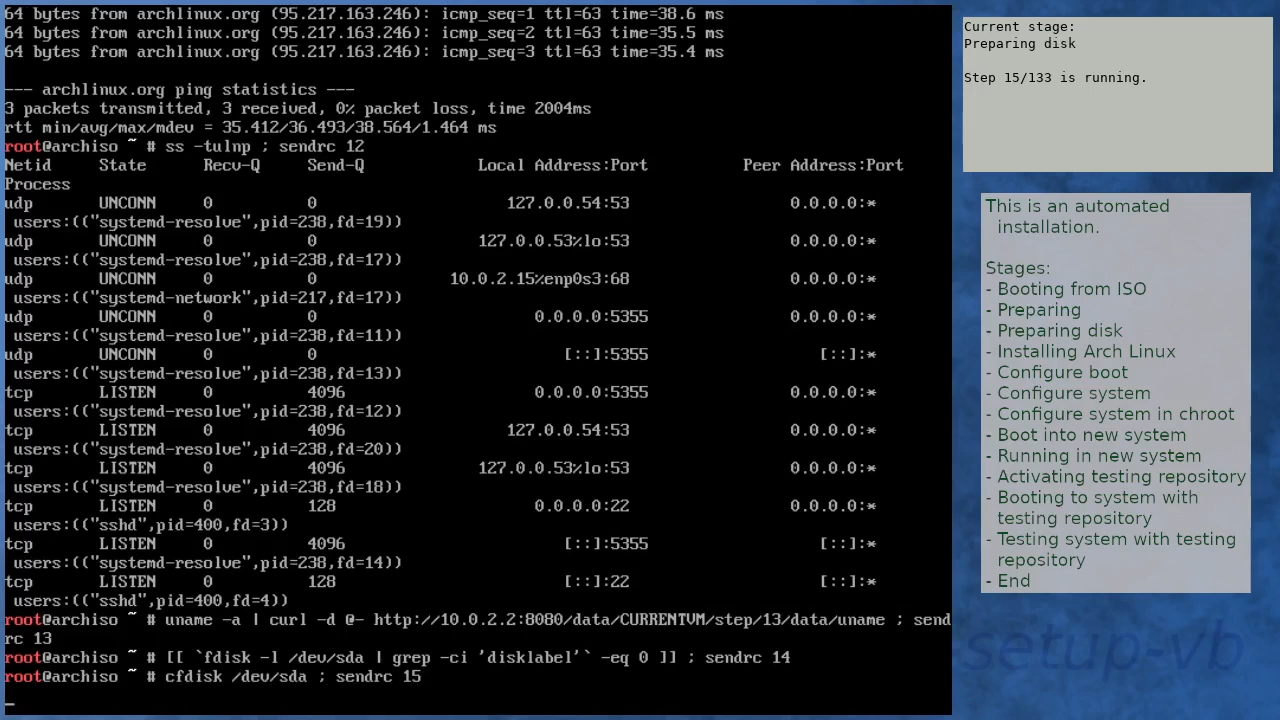 64 bytes from archlinux.org (95.217.163.246): icmp_seq=1 ttl=63 time=38.6 ms
64 bytes from archlinux.org (95.217.163.246): icmp_seq=2 ttl=63 time=35.5 ms
64 bytes from archlinux.org (95.217.163.246): icmp_seq=3 ttl=63 time=35.4 ms
--- archlinux.org ping statistics ---
3 packets transmitted, 3 received, 0% packet loss, time 2004ms
rtt min/avg/max/mdev = 35.412/36.493/38.564/1.464 ms
root@archiso ~ # ss -tulnp ; sendrc 12
Netid State Recv-Q Send-Q Local Address:Port Peer Address:Port
Process
udp UNCONN 0 0 127.0.0.54:53 0.0.0.0:*
users:(("systemd-resolve",pid=238,fd=19))
udp UNCONN 0 0 127.0.0.53%lo:53 0.0.0.0:*
users:(("systemd-resolve",pid=238,fd=17))
udp UNCONN 0 0 10.0.2.15%enp0s3:68 0.0.0.0:*
users:(("systemd-network",pid=217,fd=17))
udp UNCONN 0 0 0.0.0.0:5355 0.0.0.0:*
users:(("systemd-resolve",pid=238,fd=11))
udp UNCONN 0 0 [::]:5355 [::]:*
users:(("systemd-resolve",pid=238,fd=13))
tcp LISTEN 0 4096 0.0.0.0:5355 0.0.0.0:*
users:(("systemd-resolve",pid=238,fd=12))
tcp LISTEN 0 4096 127.0.0.54:53 0.0.0.0:*
users:(("systemd-resolve",pid=238,fd=20))
tcp LISTEN 0 4096 127.0.0.53%lo:53 0.0.0.0:*
users:(("systemd-resolve",pid=238,fd=18))
tcp LISTEN 0 128 0.0.0.0:22 0.0.0.0:*
users:(("sshd",pid=400,fd=3))
tcp LISTEN 0 4096 [::]:5355 [::]:*
users:(("systemd-resolve",pid=238,fd=14))
tcp LISTEN 0 128 [::]:22 [::]:*
users:(("sshd",pid=400,fd=4))
root@archiso ~ # uname -a | curl -d @- http://10.0.2.2:8080/data/CURRENTVM/step/13/data/uname ; send
rc 13
root@archiso ~ # [[ `fdisk -l /dev/sda | grep -ci 'disklabel'` -eq 0 ]] ; sendrc 14
root@archiso ~ # cfdisk /dev/sda ; sendrc 15
Current stage:
Preparing disk
Step 15/133 is running.
This is an automated
installation.
Stages:
- Booting from ISO
- Preparing
- Preparing disk
- Installing Arch Linux
- Configure boot
- Configure system
- Configure system in chroot
- Boot into new system
- Running in new system
- Activating testing repository
- Booting to system with
testing repository
- Testing system with testing
repository
- End
setup-vb